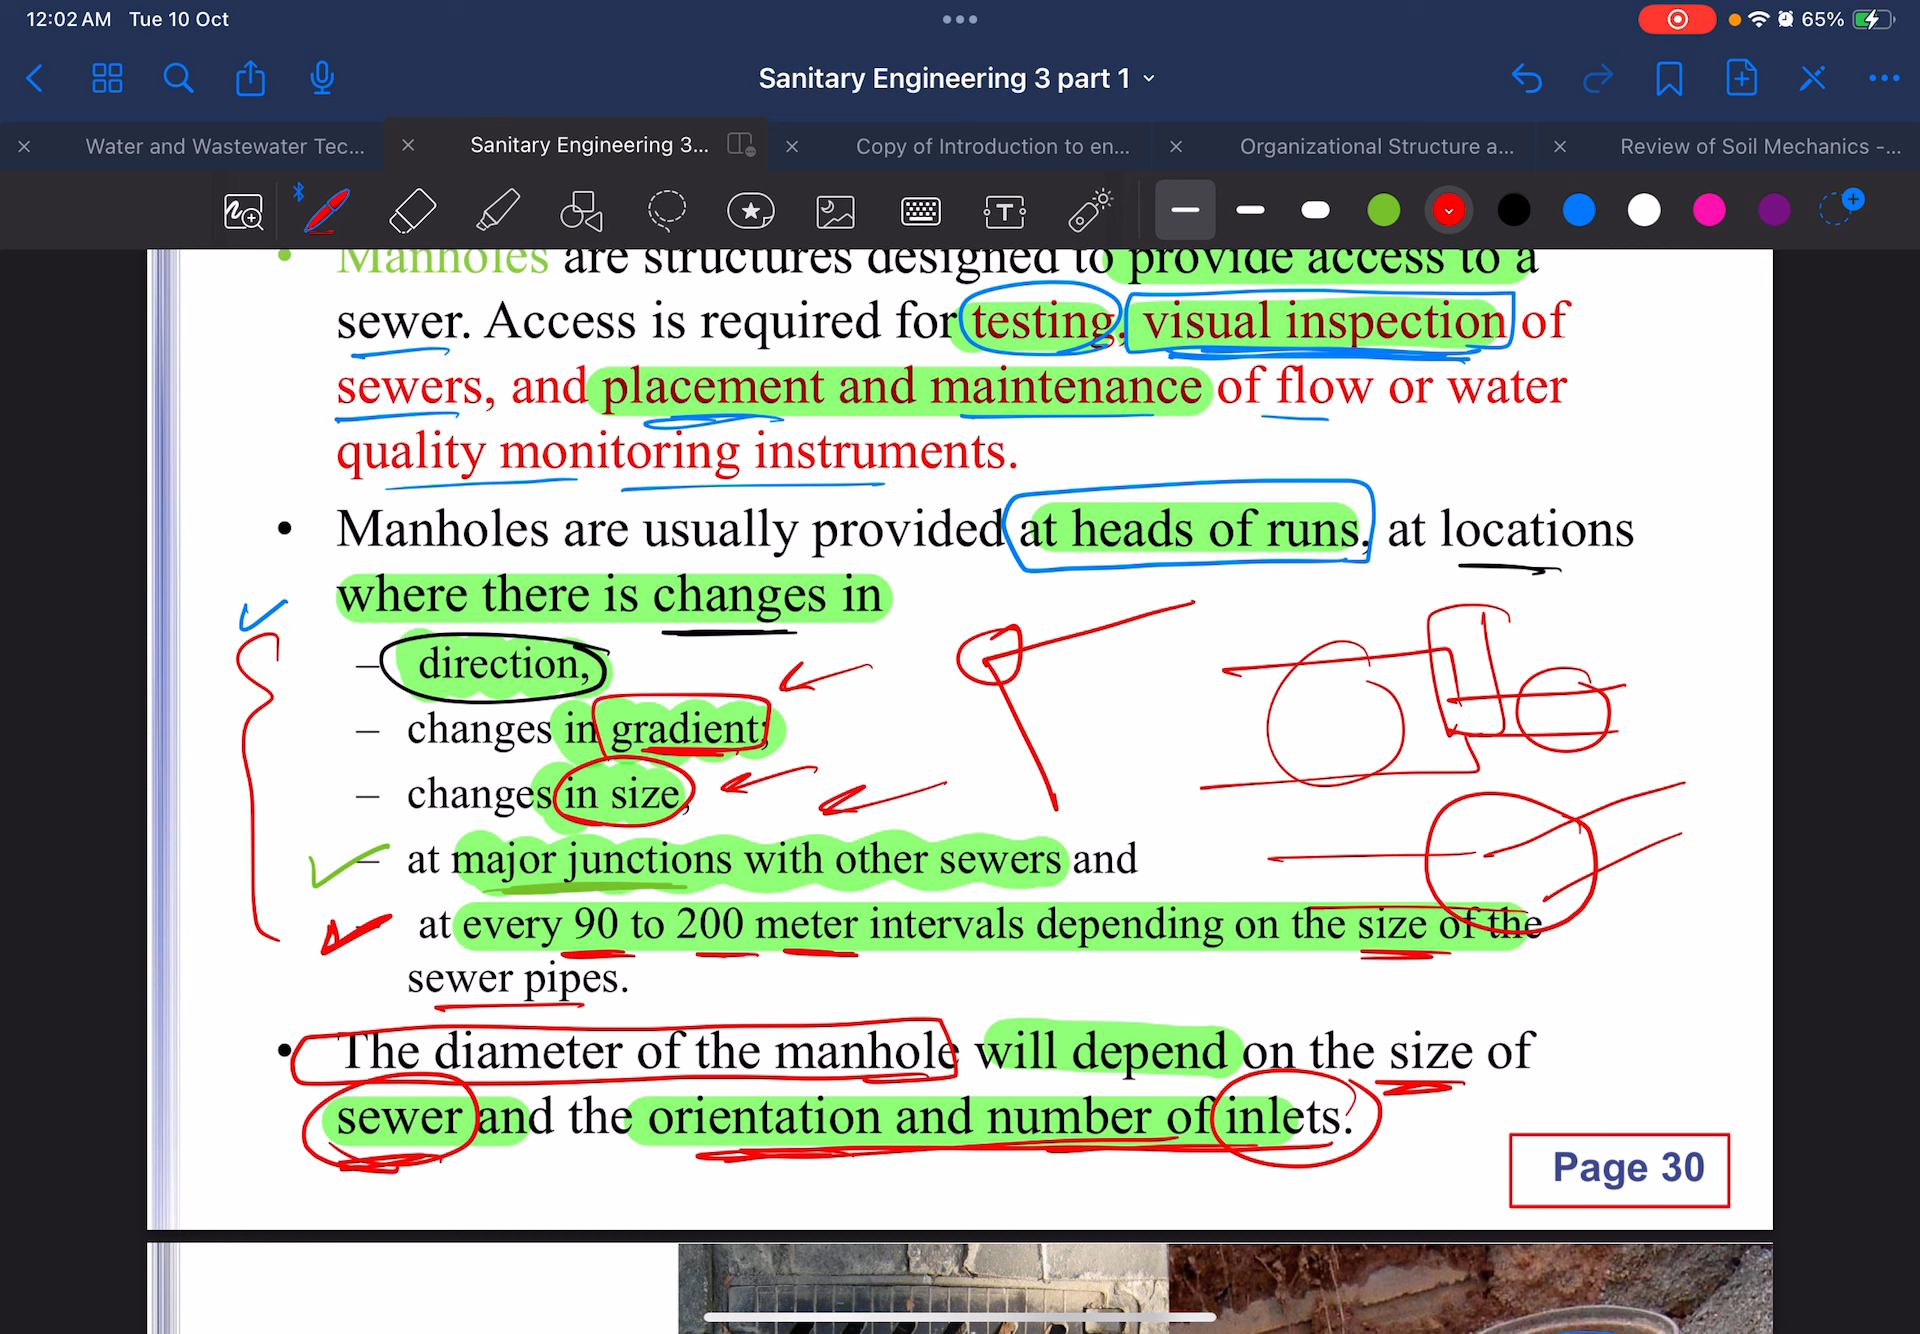 12:02 AM Tue 10 Oct
65%
Sanitary Engineering 3 part 1
Water and Wastewater Tec...
Sanitary Engineering 3...
Copy of Introduction to en...
Organizational Structure a...
Review of Soil Mechanics -...
• Manholes are structures designed to provide access to a
sewer. Access is required for testing, visual inspection of
sewers, and placement and maintenance of flow or water
quality monitoring instruments.
• Manholes are usually provided at heads of runs, at locations
where there is changes in
– direction,
– changes in gradient;
– changes in size,
– at major junctions with other sewers and
– at every 90 to 200 meter intervals depending on the size of the
sewer pipes.
• The diameter of the manhole will depend on the size of
sewer and the orientation and number of inlets.
Page 30